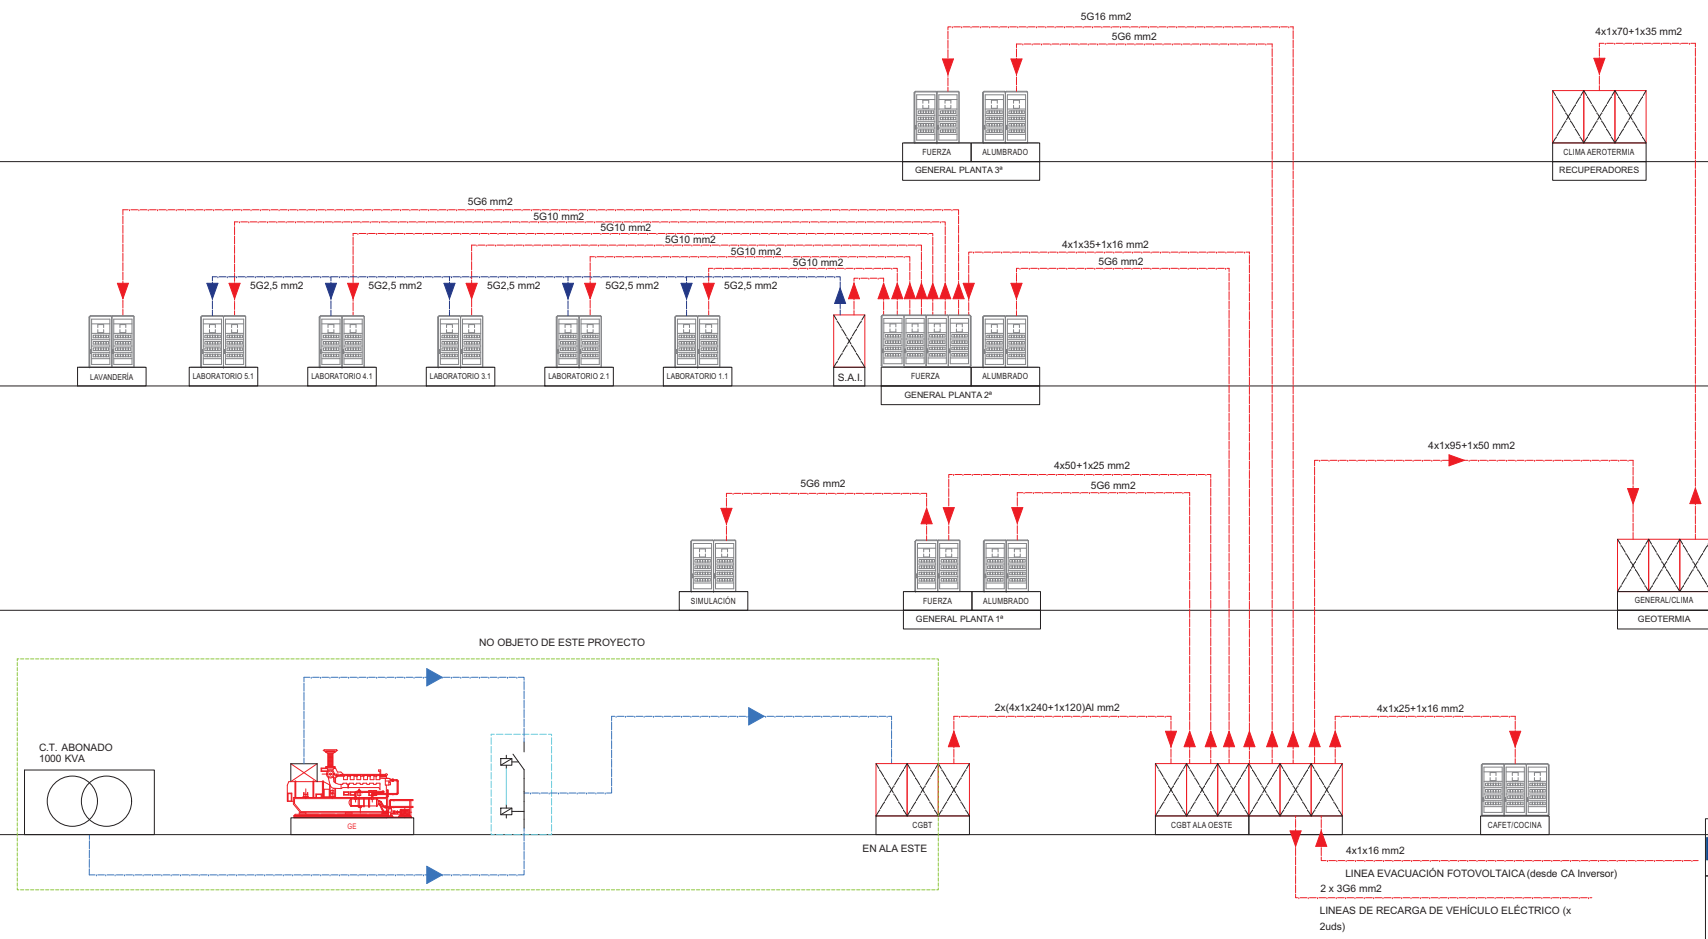 5G16 mm2
5G6 mm2
4x1x70+1x35 mm2
FUERZA
ALUMBRADO
GENERAL PLANTA 3ª
CLIMA AEROTERMIA
RECUPERADORES
5G6 mm2
5G10 mm2
5G10 mm2
5G10 mm2
5G10 mm2
5G10 mm2
4x1x35+1x16 mm2
5G6 mm2
5G2,5 mm2
5G2,5 mm2
5G2,5 mm2
5G2,5 mm2
5G2,5 mm2
LAVANDERÍA
LABORATORIO 5.1
LABORATORIO 4.1
LABORATORIO 3.1
LABORATORIO 2.1
LABORATORIO 1.1
S.A.I.
FUERZA
ALUMBRADO
GENERAL PLANTA 2ª
4x1x95+1x50 mm2
4x50+1x25 mm2
5G6 mm2
5G6 mm2
SIMULACIÓN
FUERZA
ALUMBRADO
GENERAL PLANTA 1ª
GENERAL/CLIMA
GEOTERMIA
NO OBJETO DE ESTE PROYECTO
2x(4x1x240+1x120)Al mm2
4x1x25+1x16 mm2
C.T. ABONADO
1000 KVA
GE
CGBT
CGBT ALA OESTE
CAFET/COCINA
EN ALA ESTE
4x1x16 mm2
LINEA EVACUACIÓN FOTOVOLTAICA (desde CA Inversor)
2 x 3G6 mm2
LINEAS DE RECARGA DE VEHÍCULO ELÉCTRICO (x
2uds)